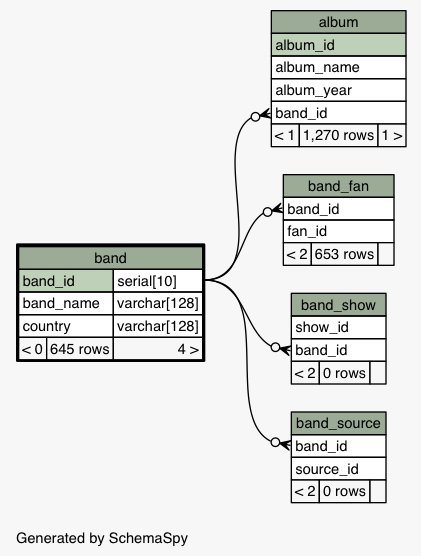 album
album_id
album_name
album_year
band_id
< 1 1,270 rows 1 >
band_fan
band_id
fan_id
< 2 653 rows
band
band_id serial[10]
band_name varchar[128]
country varchar[128]
< 0 645 rows 4 >
band_show
show_id
band_id
< 2 0 rows
band_source
band_id
source_id
< 2 0 rows
Generated by SchemaSpy